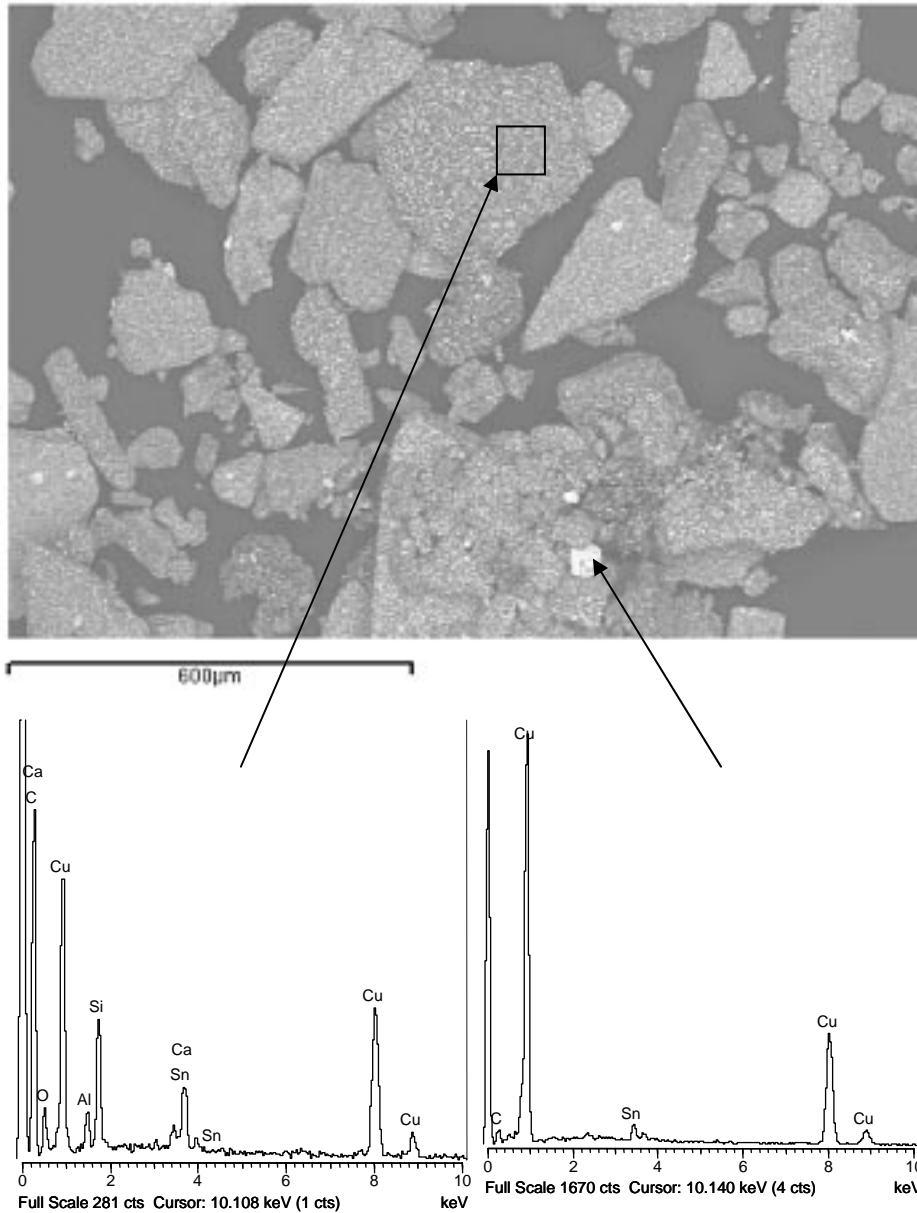 600µm
Ca
C
Cu
O
Al
Si
Ca
Sn
Sn
Cu
Cu
0 2 4 6 8 10
Full Scale 281 cts Cursor: 10.108 keV (1 cts) keV
Cu
C
Sn
Cu
Cu
0 2 4 6 8 10
Full Scale 1670 cts Cursor: 10.140 keV (4 cts) keV